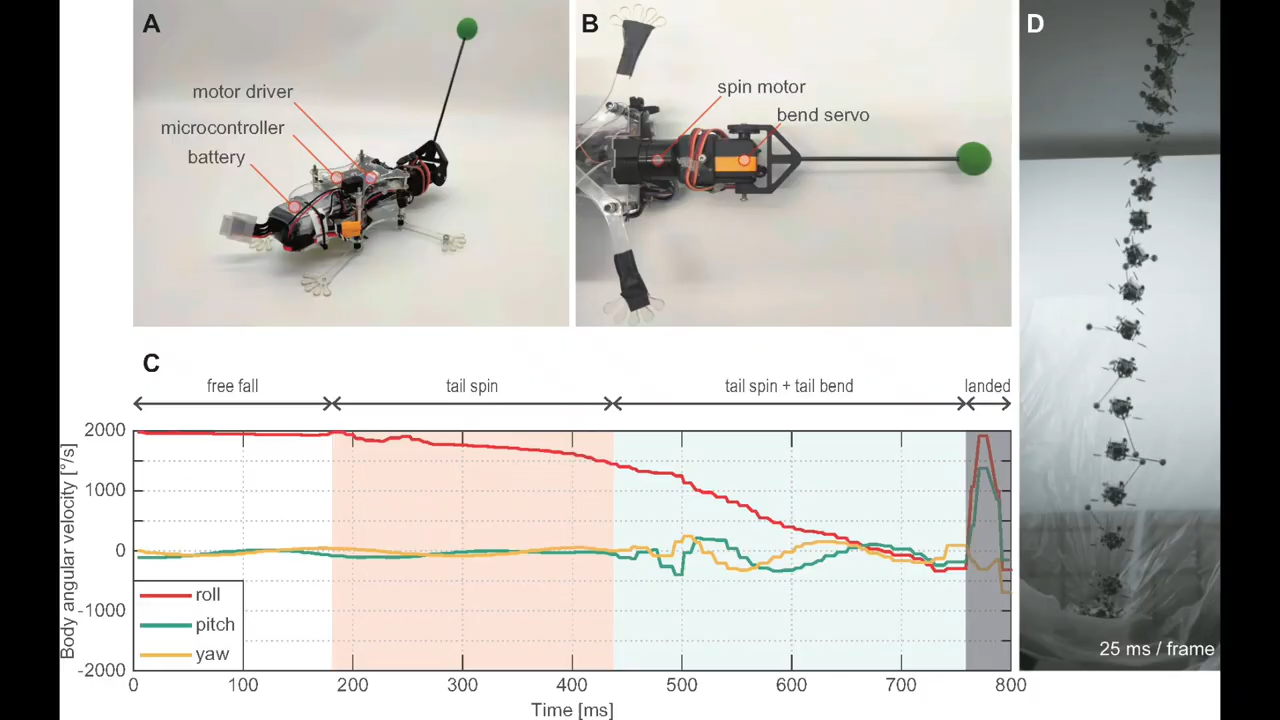 A
motor driver
microcontroller
battery
B
spin motor
bend servo
D
25 ms / frame
C
free fall
tail spin
tail spin + tail bend
landed
Body angular velocity [°/s]
2000
1000
0
-1000
-2000
roll
pitch
yaw
0 100 200 300 400 500 600 700 800
Time [ms]